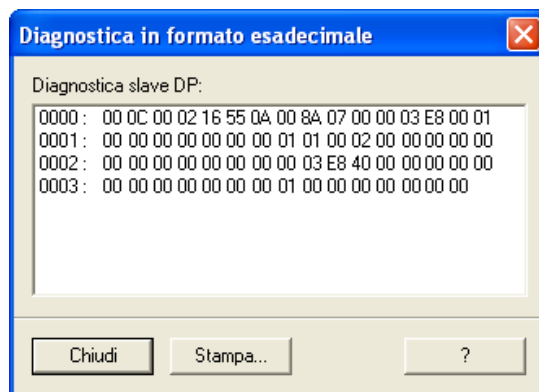 Diagnostica in formato esadecimale
Diagnostica slave DP:
0000 : 00 0C 00 02 16 55 0A 00 8A 07 00 00 03 E8 00 01
0001 : 00 00 00 00 00 00 00 01 01 00 02 00 00 00 00 00
0002 : 00 00 00 00 00 00 00 00 03 E8 40 00 00 00 00 00
0003 : 00 00 00 00 00 00 00 01 00 00 00 00 00 00 00
Chiudi
Stampa...
?